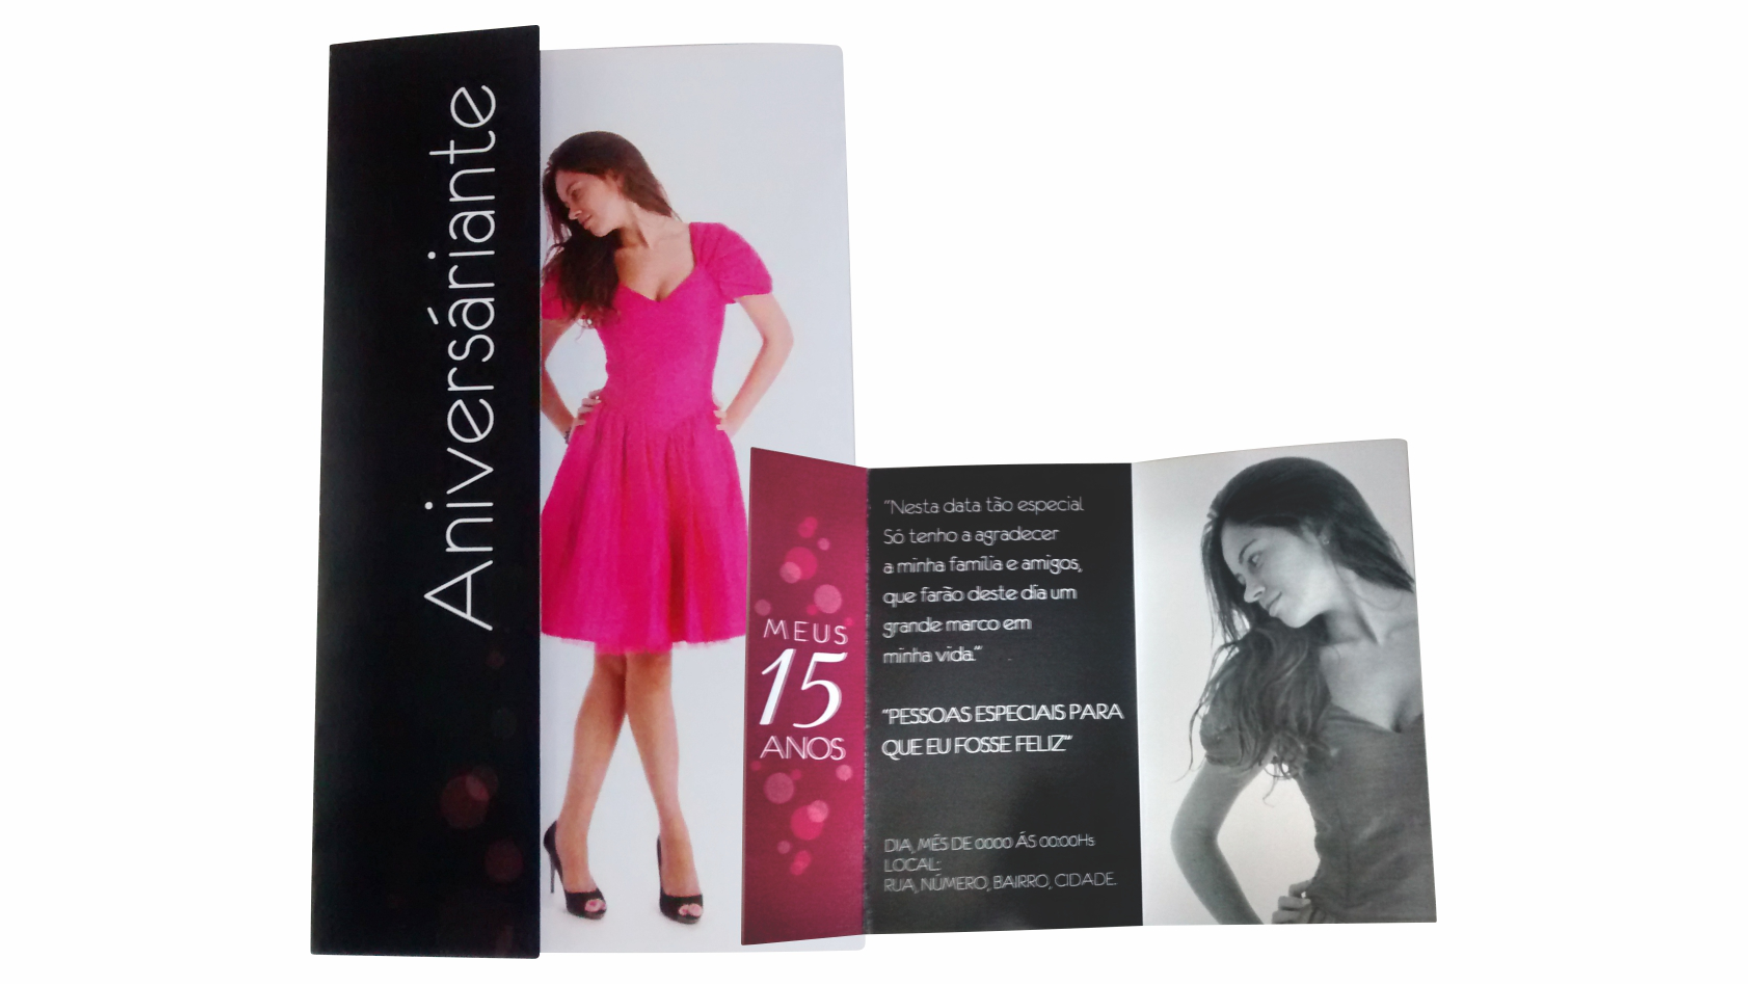 Aniversáriante
MEUS
15
ANOS
"Nesta data tão especial
Só tenho a agradecer
a minha família e amigos,
que farão deste dia um
grande marco em
minha vida."
"PESSOAS ESPECIAIS PARA
QUE EU FOSSE FELIZ"
DIA, MÊS DE 0000 ÁS 00:00Hs
LOCAL:
RUA, NÚMERO, BAIRRO, CIDADE.